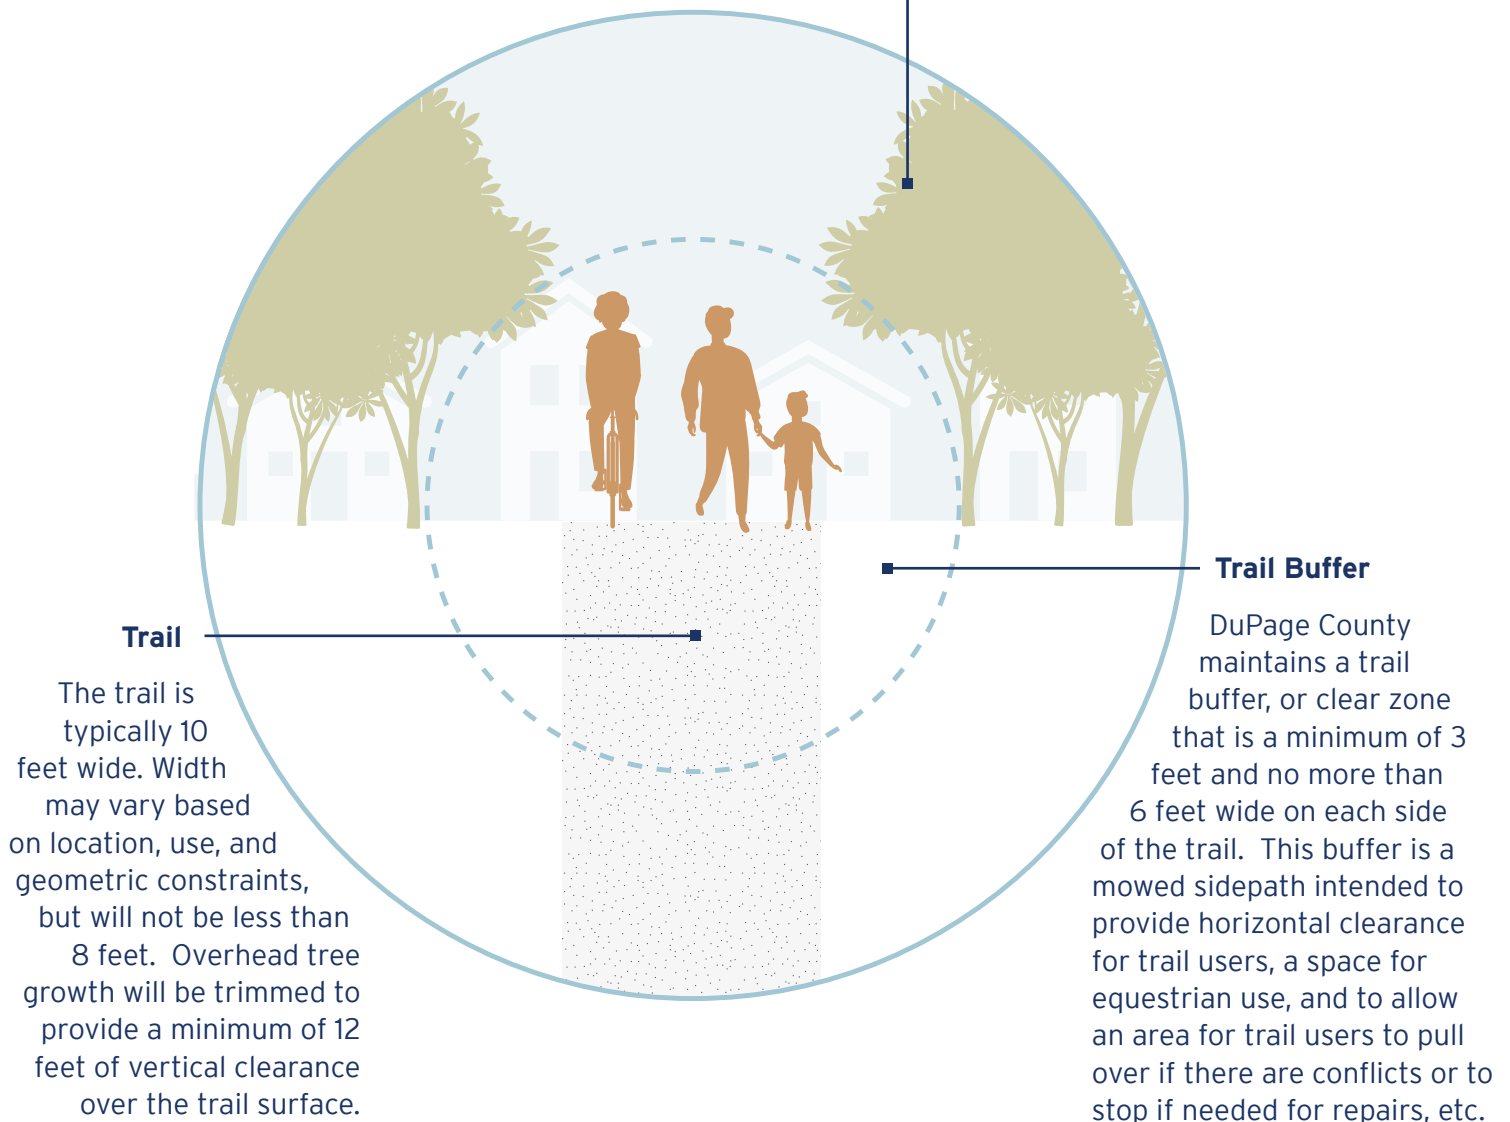 Trail
The trail is
typically 10
feet wide. Width
may vary based
on location, use, and
geometric constraints,
but will not be less than
8 feet.  Overhead tree
growth will be trimmed to
provide a minimum of 12
feet of vertical clearance
over the trail surface.
Trail Buffer
DuPage County
maintains a trail
buffer, or clear zone
that is a minimum of 3
feet and no more than
6 feet wide on each side
of the trail.  This buffer is a
mowed sidepath intended to
provide horizontal clearance
for trail users, a space for
equestrian use, and to allow
an area for trail users to pull
over if there are conflicts or to
stop if needed for repairs, etc.